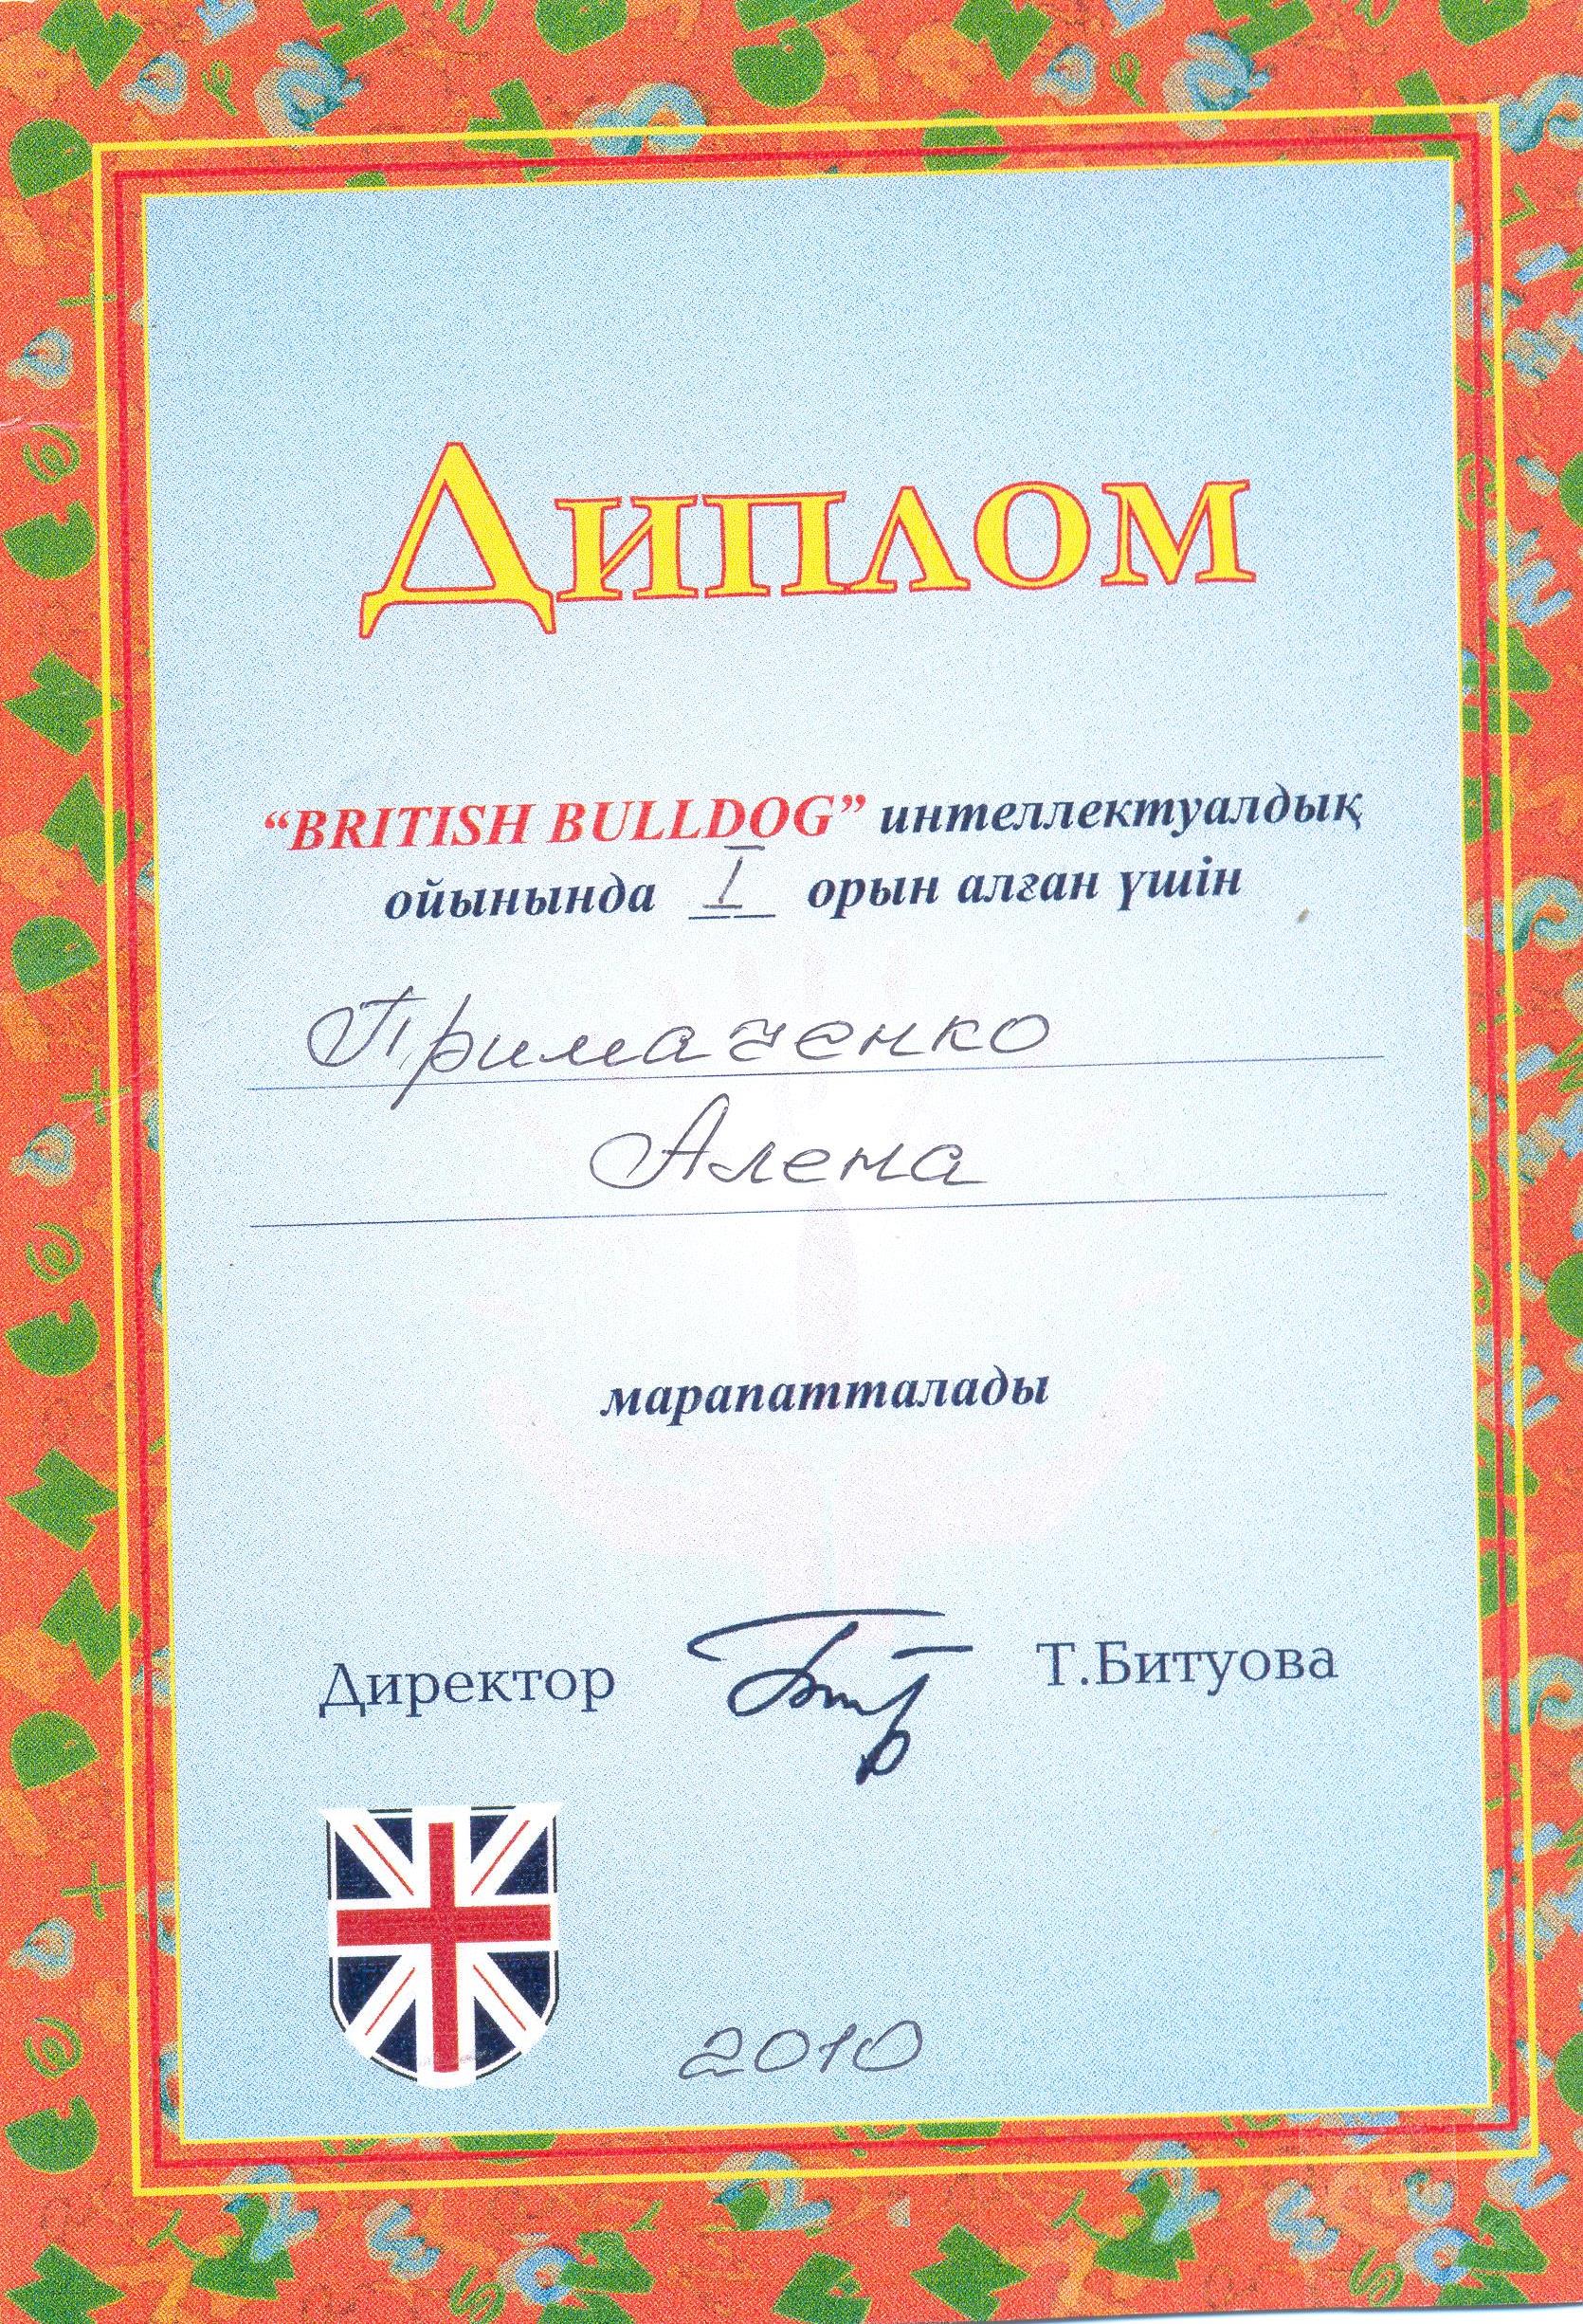 Диплом
“BRITISH BULLDOG” интеллектуалдық
ойынында I орын алған үшін
Примаченко
Алена
марапатталады
Директор Т.Битуова
2010